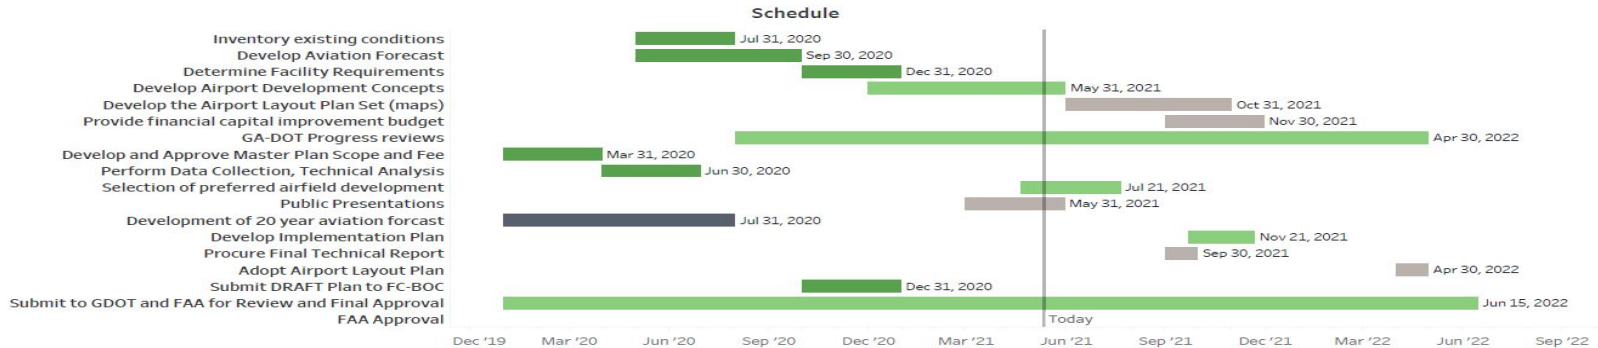 Schedule
Inventory existing conditions Jul 31, 2020
Develop Aviation Forecast Sep 30, 2020
Determine Facility Requirements Dec 31, 2020
Develop Airport Development Concepts May 31, 2021
Develop the Airport Layout Plan Set (maps) Oct 31, 2021
Provide financial capital improvement budget Nov 30, 2021
GA-DOT Progress reviews Apr 30, 2022
Develop and Approve Master Plan Scope and Fee Mar 31, 2020
Perform Data Collection, Technical Analysis Jun 30, 2020
Selection of preferred airfield development Jul 21, 2021
Public Presentations May 31, 2021
Development of 20 year aviation forcast Jul 31, 2020
Develop Implementation Plan Nov 21, 2021
Procure Final Technical Report Sep 30, 2021
Adopt Airport Layout Plan Apr 30, 2022
Submit DRAFT Plan to FC-BOC Dec 31, 2020
Submit to GDOT and FAA for Review and Final Approval Jun 15, 2022
FAA Approval Today
Dec '19 Mar '20 Jun '20 Sep '20 Dec '20 Mar '21 Jun '21 Sep '21 Dec '21 Mar '22 Jun '22 Sep '22